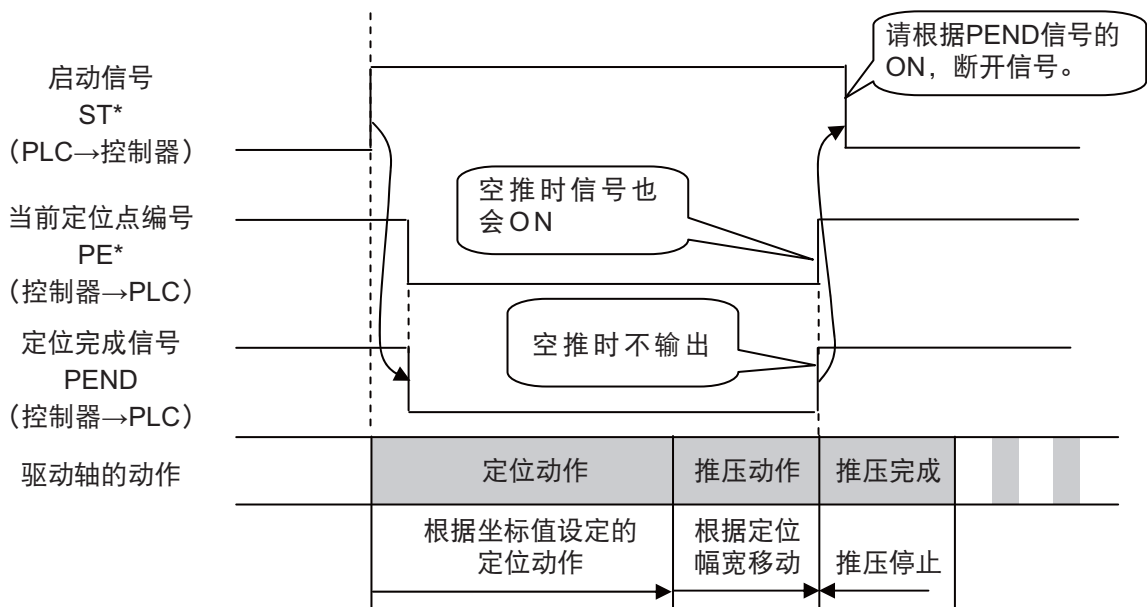 请根据PEND信号的
ON，断开信号。
启动信号
ST*
（PLC→控制器）
空推时信号也
会ON
当前定位点编号
PE*
（控制器→PLC）
空推时不输出
定位完成信号
PEND
（控制器→PLC）
驱动轴的动作
定位动作
推压动作
推压完成
根据坐标值设定的
定位动作
根据定位
幅宽移动
推压停止